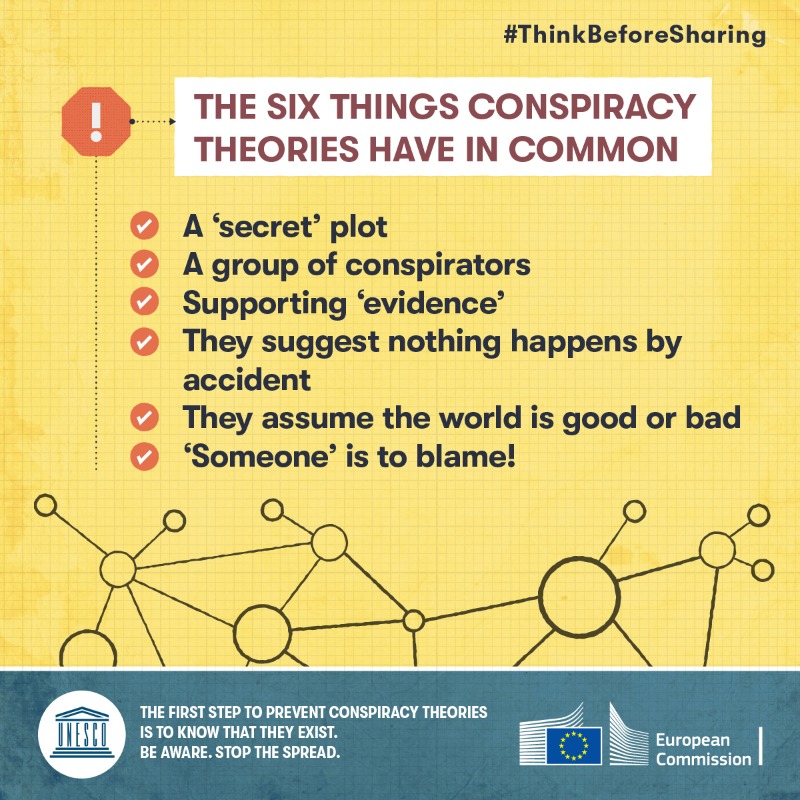 #ThinkBeforeSharing
THE SIX THINGS CONSPIRACY
THEORIES HAVE IN COMMON
A ‘secret’ plot
A group of conspirators
Supporting ‘evidence’
They suggest nothing happens by
accident
They assume the world is good or bad
‘Someone’ is to blame!
UNESCO
THE FIRST STEP TO PREVENT CONSPIRACY THEORIES
IS TO KNOW THAT THEY EXIST.
BE AWARE. STOP THE SPREAD.
European
Commission